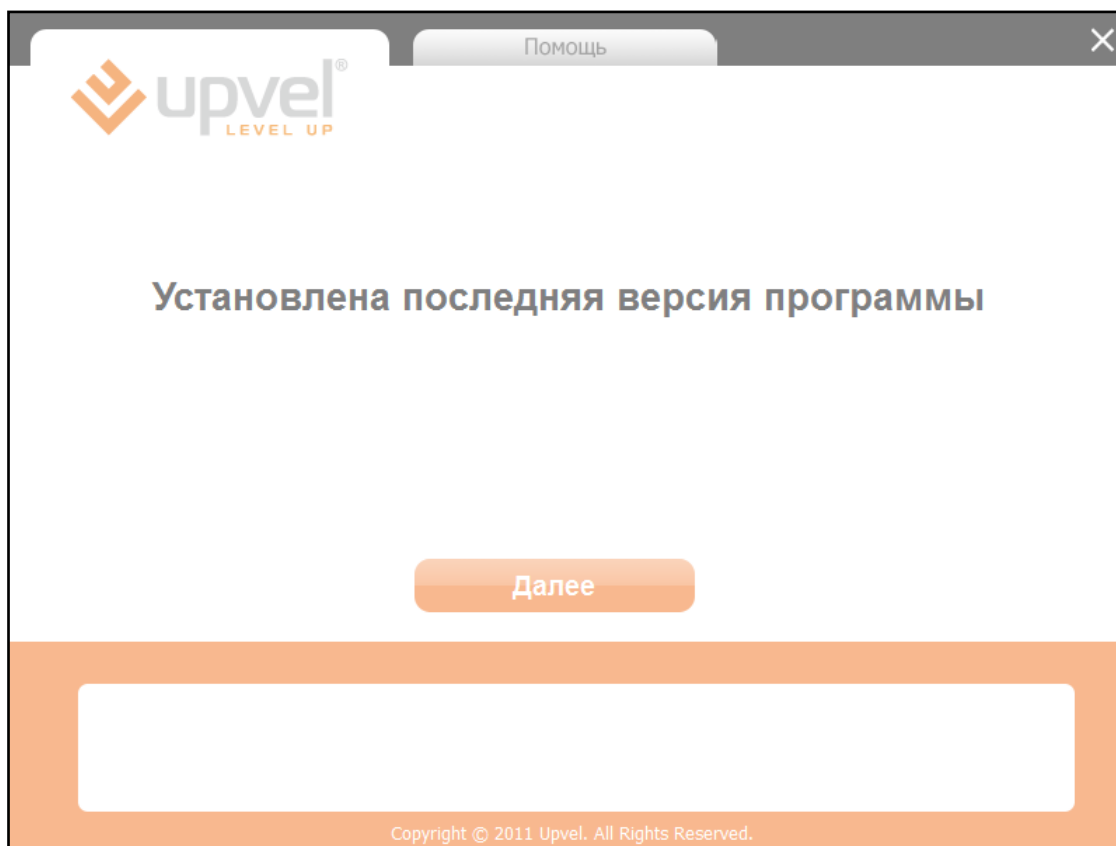 Помощь
upvel®
LEVEL UP
Установлена последняя версия программы
Далее
Copyright © 2011 Upvel. All Rights Reserved.